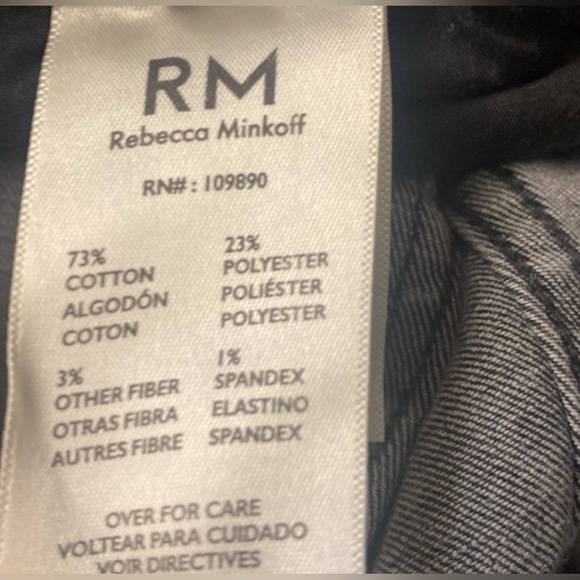 RM
Rebecca Minkoff
RN#: 109890
73%
COTTON
ALGODÓN
COTON
23%
POLYESTER
POLIÉSTER
POLYESTER
3%
OTHER FIBER
OTRAS FIBRA
AUTRES FIBRE
1%
SPANDEX
ELASTINO
SPANDEX
OVER FOR CARE
VOLTEAR PARA CUIDADO
VOIR DIRECTIVES